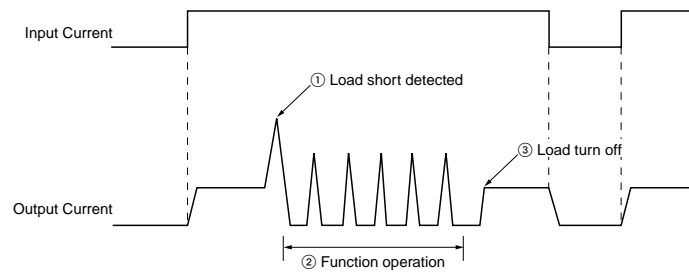 Input Current
① Load short detected
③ Load turn off
Output Current
② Function operation